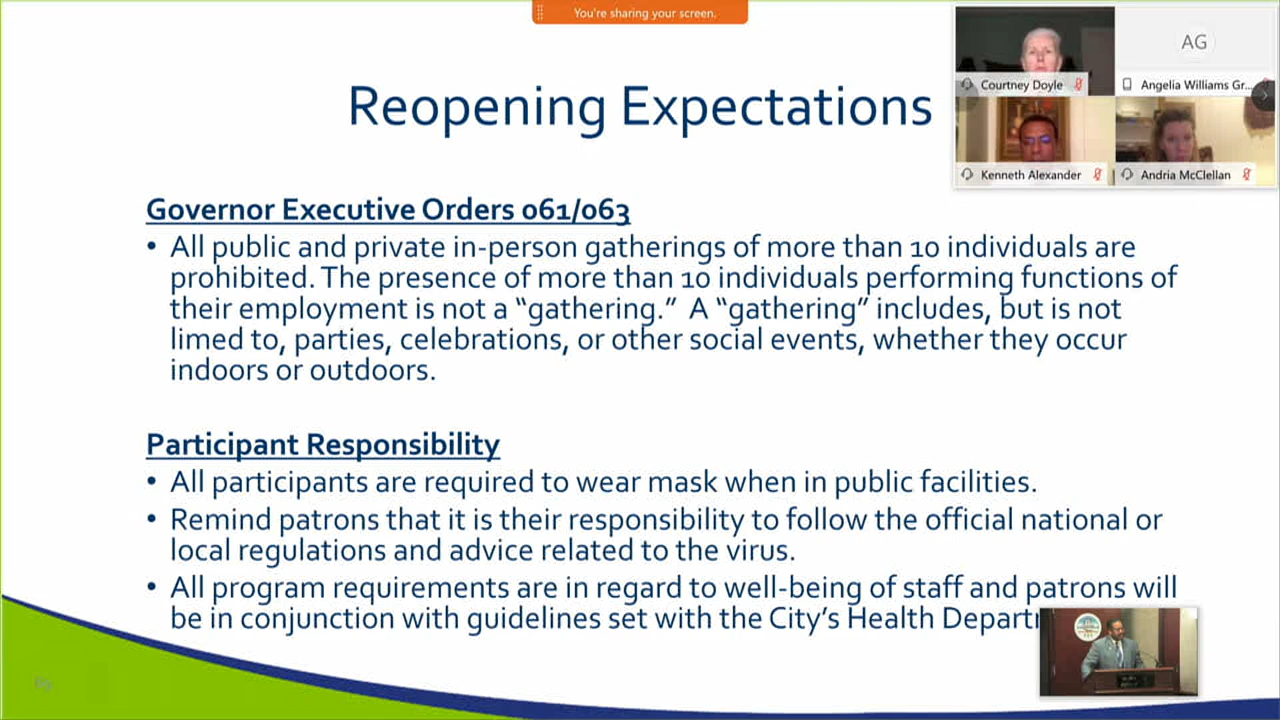 You're sharing your screen.
AG
Courtney Doyle
Angelia Williams Gr...
Kenneth Alexander
Andria McClellan
Reopening Expectations
Governor Executive Orders 061/063
• All public and private in-person gatherings of more than 10 individuals are
prohibited. The presence of more than 10 individuals performing functions of
their employment is not a “gathering.”  A “gathering” includes, but is not
limed to, parties, celebrations, or other social events, whether they occur
indoors or outdoors.
Participant Responsibility
• All participants are required to wear mask when in public facilities.
• Remind patrons that it is their responsibility to follow the official national or
local regulations and advice related to the virus.
• All program requirements are in regard to well-being of staff and patrons will
be in conjunction with guidelines set with the City’s Health Depart